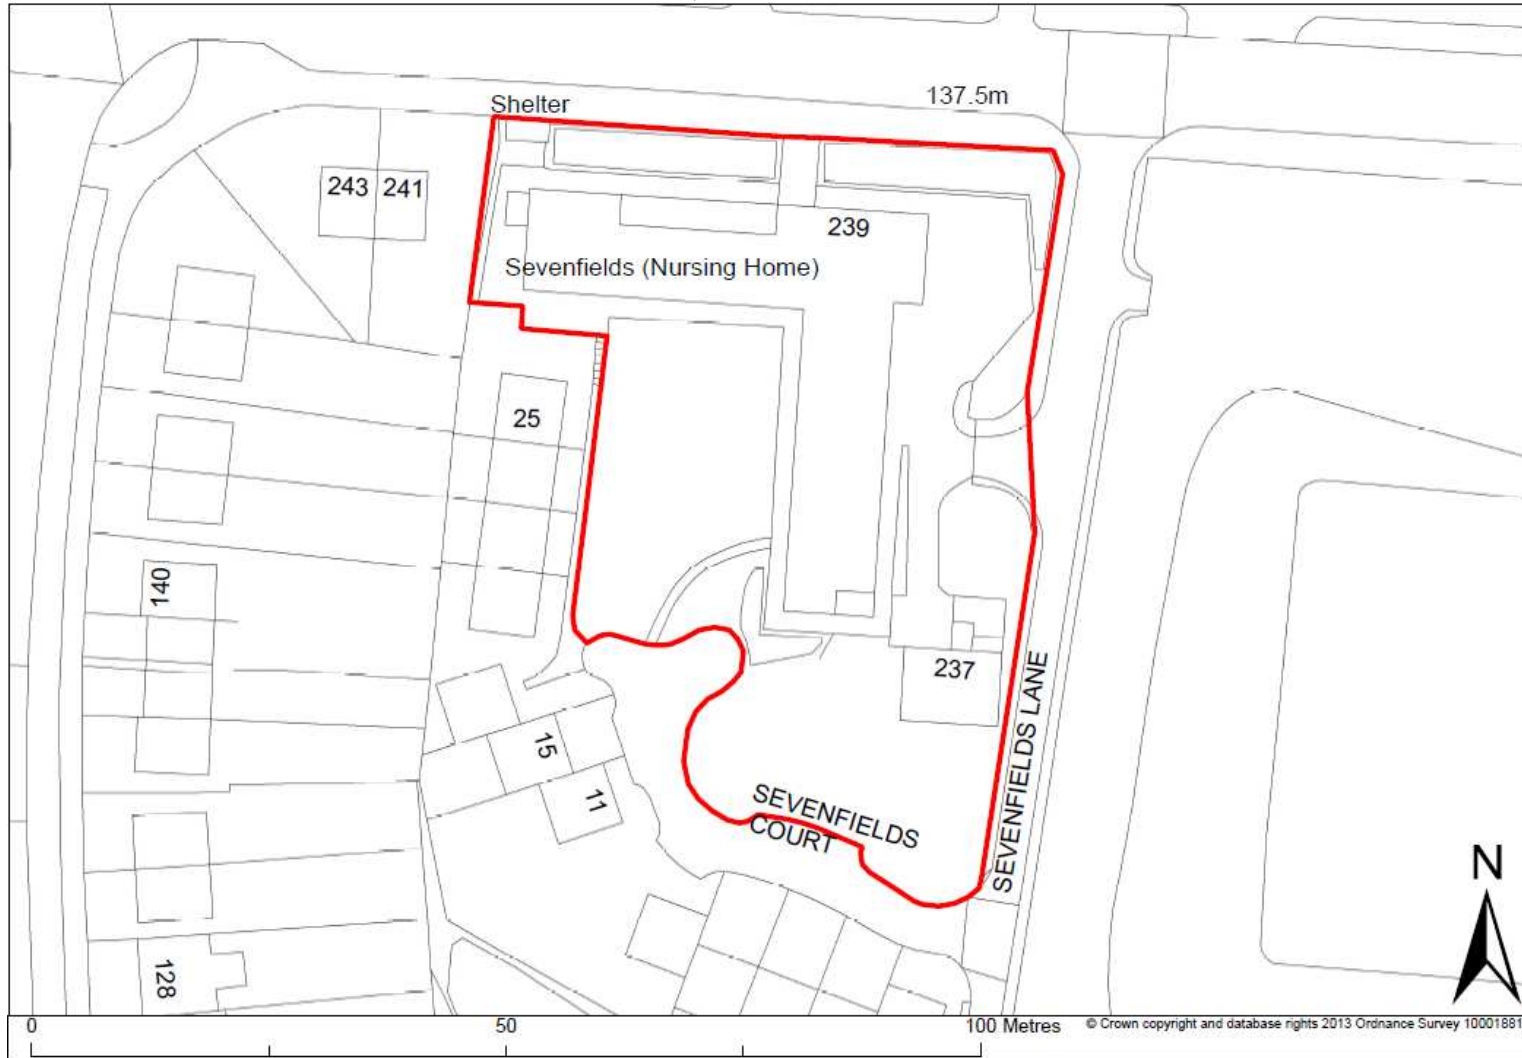 Shelter
137.5m
243 241
239
Sevenfields (Nursing Home)
25
140
237
SEVENFIELDS LANE
15
11
SEVENFIELDS
COURT
N
128
0 50 100 Metres
© Crown copyright and database rights 2013 Ordnance Survey 10001881